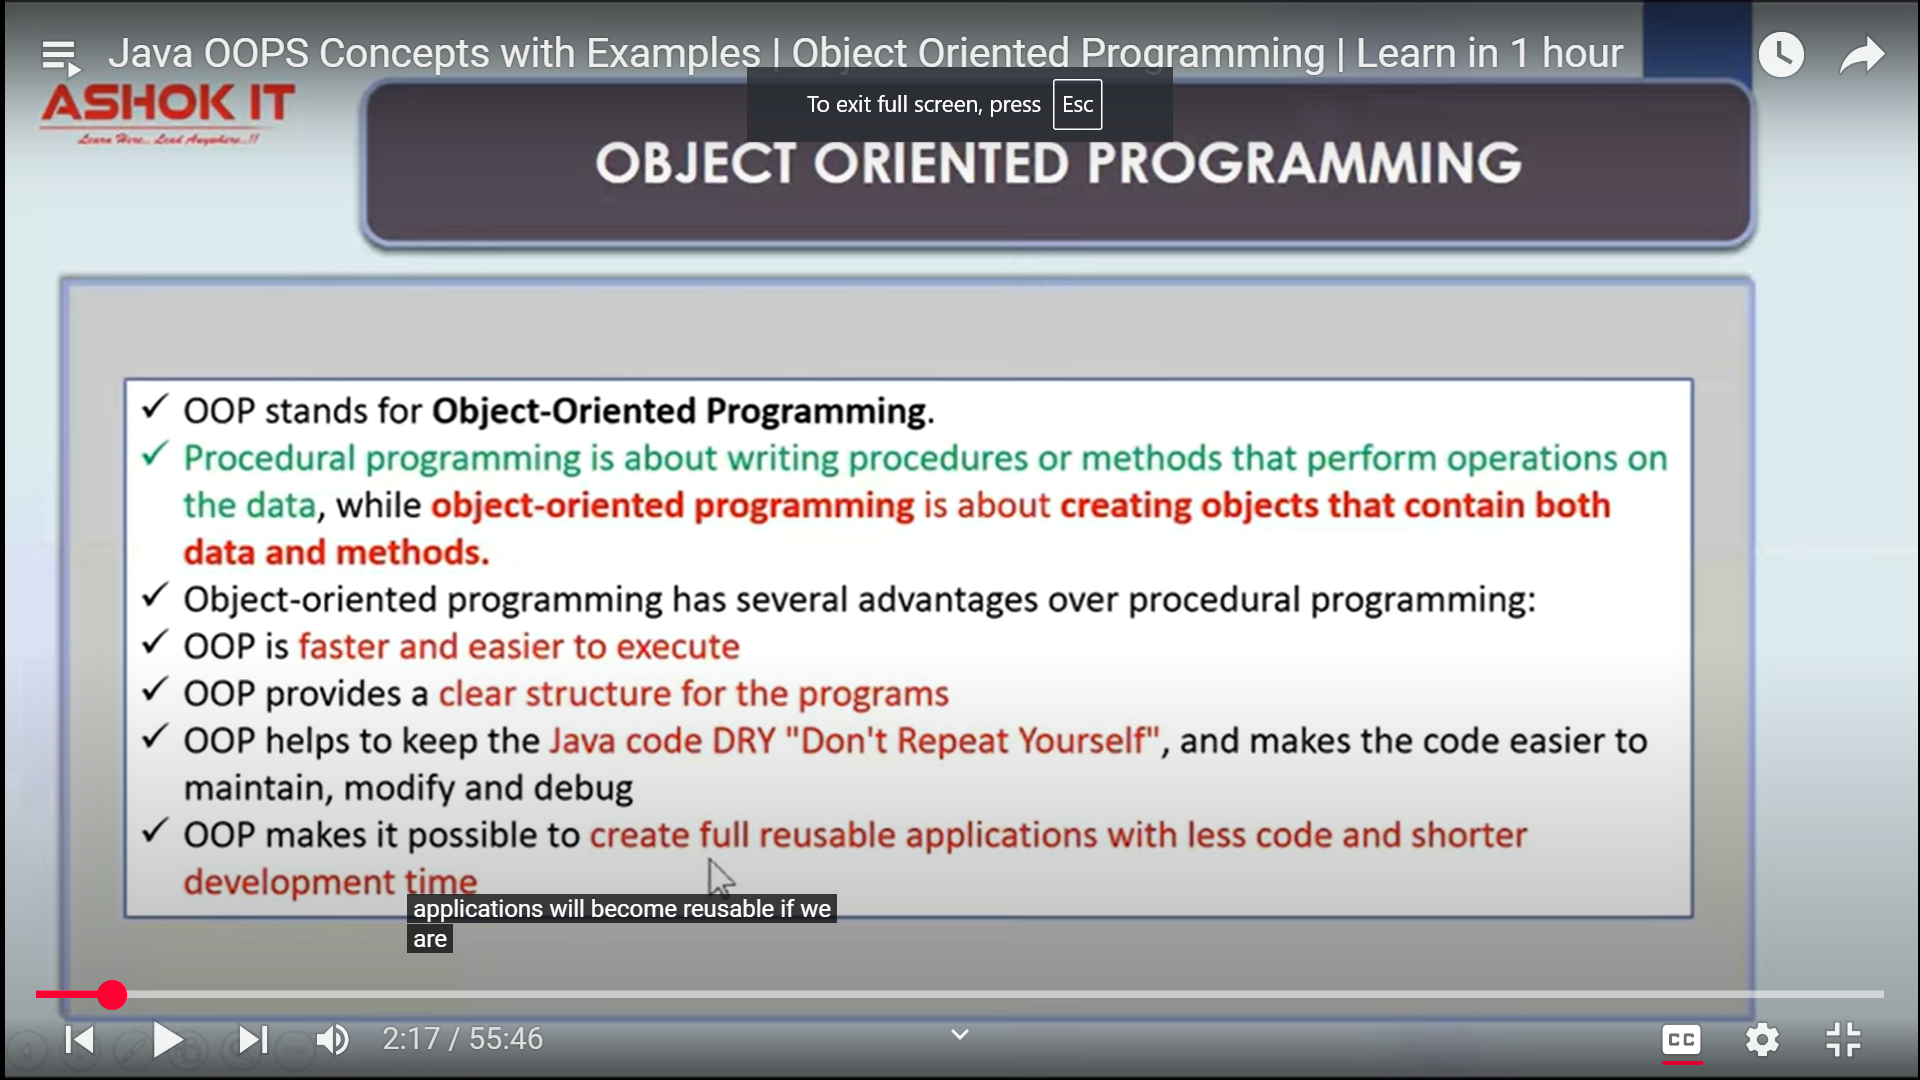 Java OOPS Concepts with Examples | Object Oriented Programming | Learn in 1 hour
ASHOK IT
Learn Here.. Lead Anywhere..!!
To exit full screen, press Esc
OBJECT ORIENTED PROGRAMMING
✓ OOP stands for Object-Oriented Programming.
✓ Procedural programming is about writing procedures or methods that perform operations on
the data, while object-oriented programming is about creating objects that contain both
data and methods.
✓ Object-oriented programming has several advantages over procedural programming:
✓ OOP is faster and easier to execute
✓ OOP provides a clear structure for the programs
✓ OOP helps to keep the Java code DRY "Don't Repeat Yourself", and makes the code easier to
maintain, modify and debug
✓ OOP makes it possible to create full reusable applications with less code and shorter
development time
applications will become reusable if we
are
2:17 / 55:46
CC